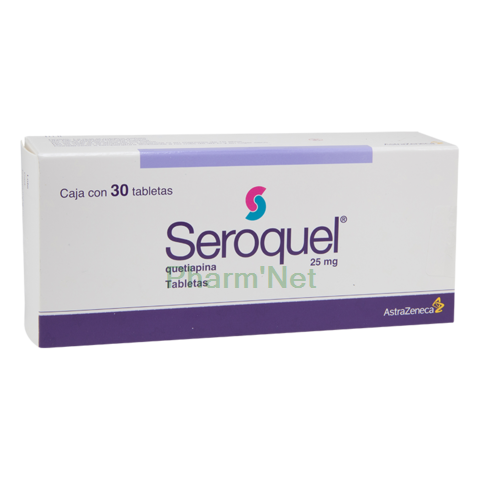 Caja con 30 tabletas
Seroquel®
quetiapina 25 mg
Pharm'Net
Tabletas
AstraZeneca